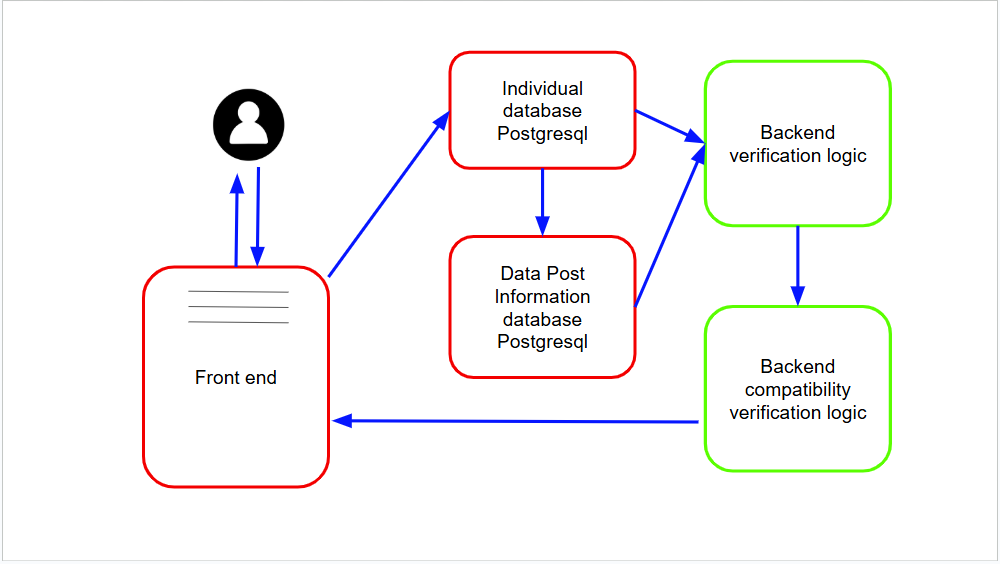 Individual
database
Postgresql
Backend
verification logic
Data Post
Information
database
Postgresql
Front end
Backend
compatibility
verification logic